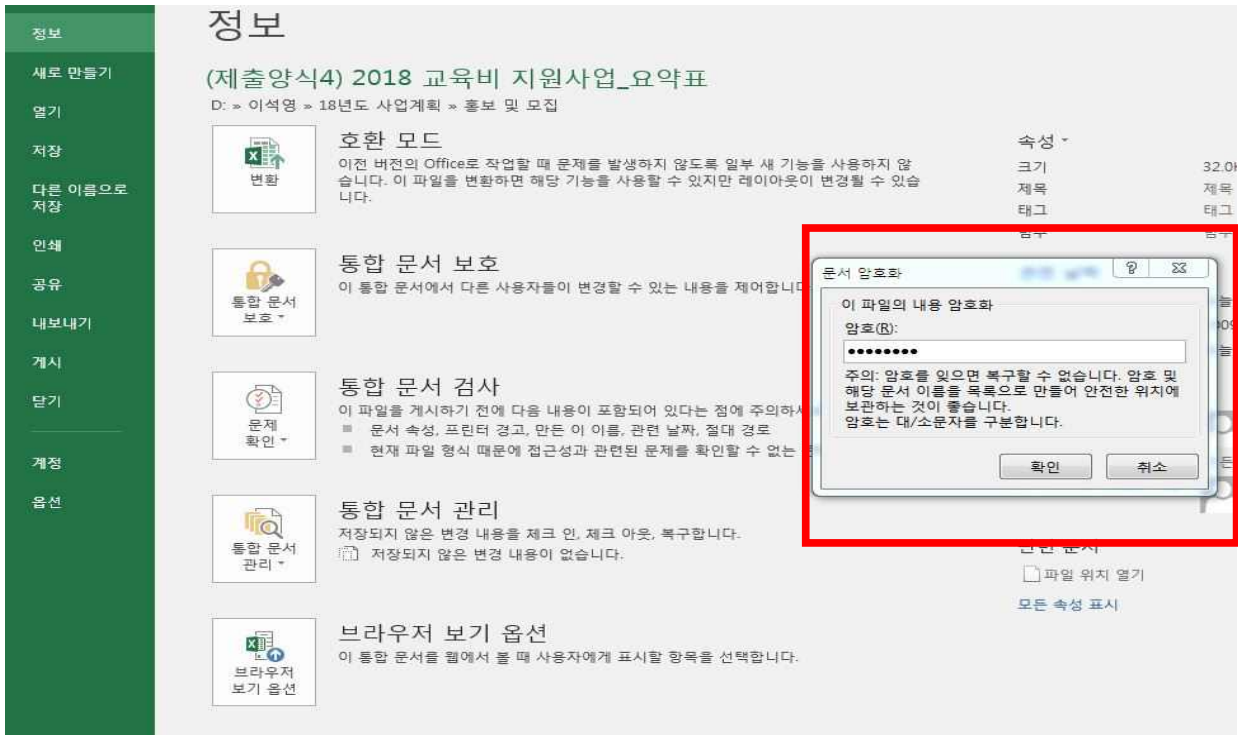 정보
새로 만들기
열기
저장
다른 이름으로
저장
인쇄
공유
내보내기
게시
닫기
계정
옵션
정보
(제출양식4) 2018 교육비 지원사업_요약표
D: » 이석영 » 18년도 사업계획 » 홍보 및 모집
변환
호환 모드
이전 버전의 Office로 작업할 때 문제를 발생하지 않도록 일부 새 기능을 사용하지 않
습니다. 이 파일을 변환하면 해당 기능을 사용할 수 있지만 레이아웃이 변경될 수 있습
니다.
통합 문서
보호
통합 문서 보호
이 통합 문서에서 다른 사용자들이 변경할 수 있는 내용을 제어합니다
문제
확인
통합 문서 검사
이 파일을 게시하기 전에 다음 내용이 포함되어 있다는 점에 주의하
문서 속성, 프린터 경고, 만든 이 이름, 관련 날짜, 절대 경로
현재 파일 형식 때문에 접근성과 관련된 문제를 확인할 수 없는
통합 문서
관리
통합 문서 관리
저장되지 않은 변경 내용을 체크 인, 체크 아웃, 복구합니다.
저장되지 않은 변경 내용이 없습니다.
브라우저
보기 옵션
브라우저 보기 옵션
이 통합 문서를 웹에서 볼 때 사용자에게 표시할 항목을 선택합니다.
속성
크기 32.0
제목 제목
태그 태그
문서 암호화
이 파일의 내용 암호화
암호(R):
주의: 암호를 잊으면 복구할 수 없습니다. 암호 및
해당 문서 이름을 목록으로 만들어 안전한 위치에
보관하는 것이 좋습니다.
암호는 대/소문자를 구분합니다.
확인 취소
파일 위치 열기
모든 속성 표시